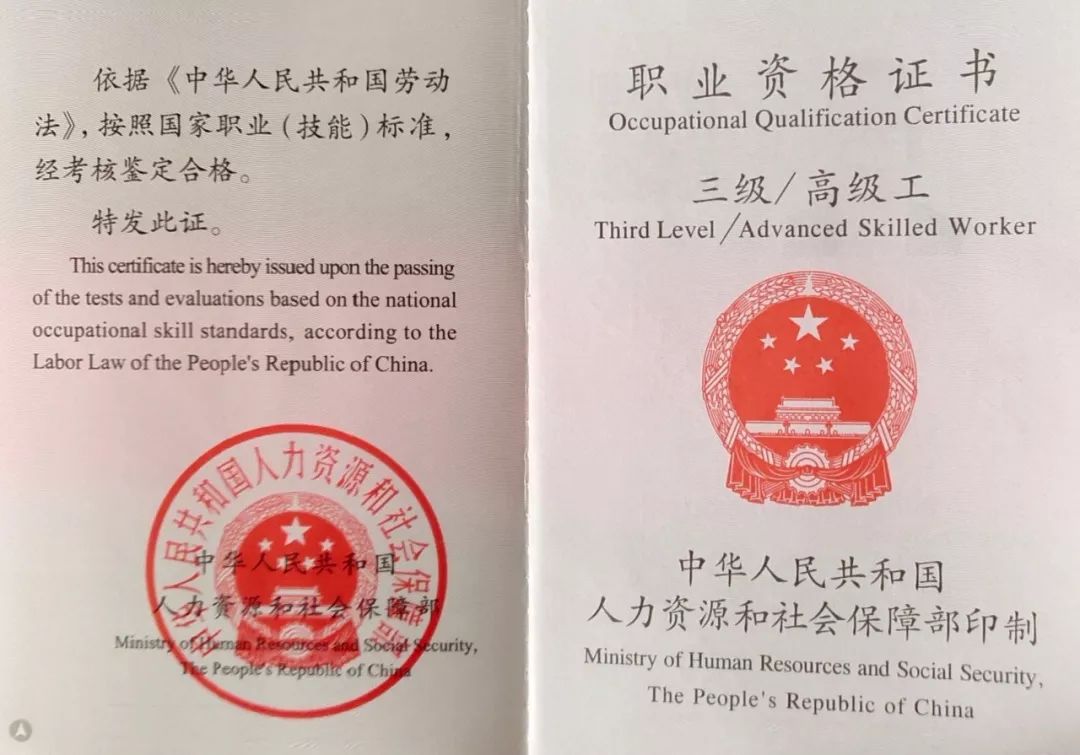 依据《中华人民共和国劳动
法》，按照国家职业（技能）标准，
经考核鉴定合格。
特发此证。
This certificate is hereby issued upon the passing
of the tests and evaluations based on the national
occupational skill standards, according to the
Labor Law of the People's Republic of China.
中华人民共和国人力资源和社会保障部
中华人民共和国
人力资源和社会保障部
Ministry of Human Resources and Social Security,
The People's Republic of China
职业资格证书
Occupational Qualification Certificate
三级/高级工
Third Level/Advanced Skilled Worker
中华人民共和国
人力资源和社会保障部印制
Ministry of Human Resources and Social Security,
The People's Republic of China